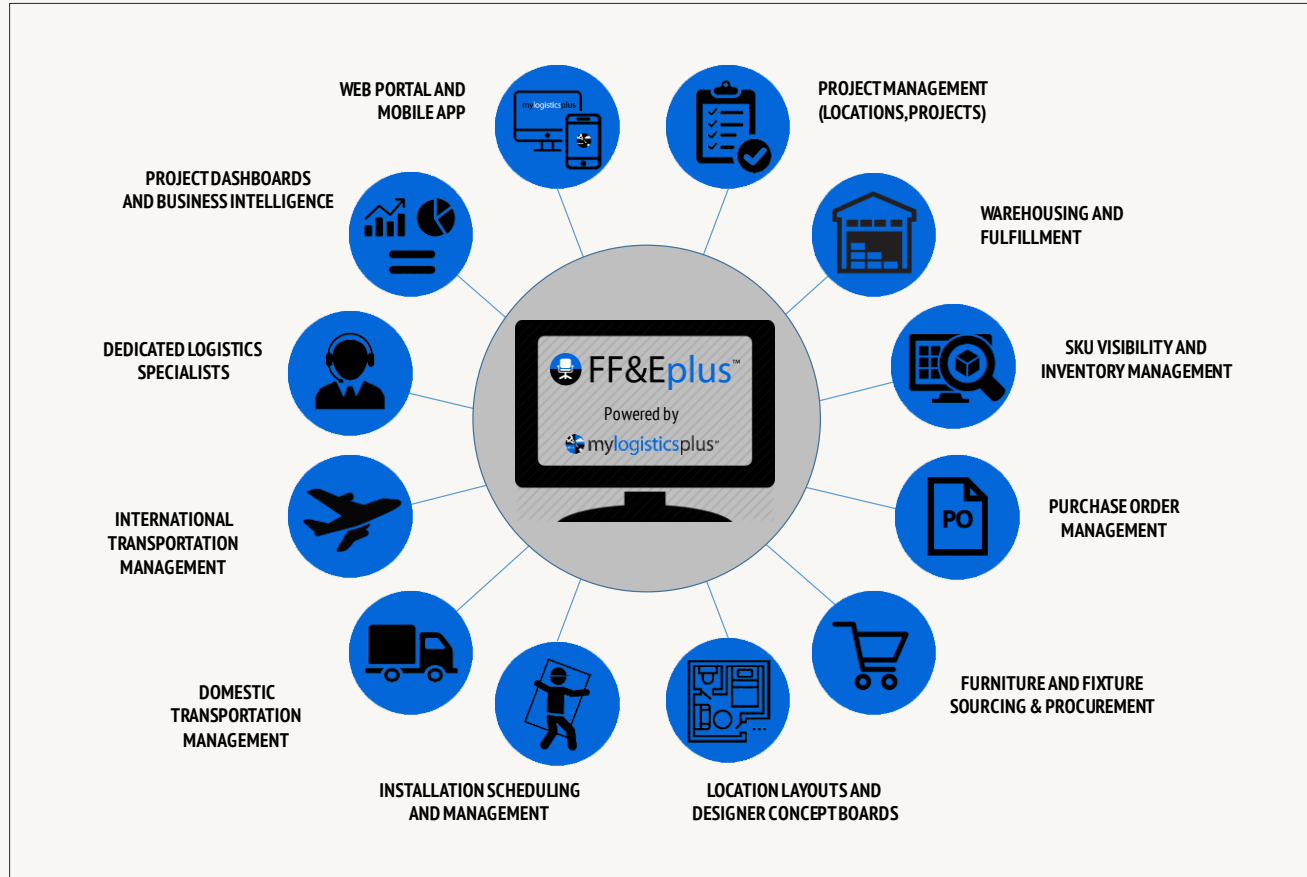 WEB PORTAL AND
MOBILE APP
mylogisticsplus
PROJECT MANAGEMENT
(LOCATIONS,PROJECTS)
PROJECT DASHBOARDS
AND BUSINESS INTELLIGENCE
WAREHOUSING AND
FULFILLMENT
DEDICATED LOGISTICS
SPECIALISTS
FF&Eplus™
Powered by
mylogisticsplus™
SKU VISIBILITY AND
INVENTORY MANAGEMENT
INTERNATIONAL
TRANSPORTATION
MANAGEMENT
PO
PURCHASE ORDER
MANAGEMENT
DOMESTIC
TRANSPORTATION
MANAGEMENT
FURNITURE AND FIXTURE
SOURCING & PROCUREMENT
INSTALLATION SCHEDULING
AND MANAGEMENT
LOCATION LAYOUTS AND
DESIGNER CONCEPT BOARDS